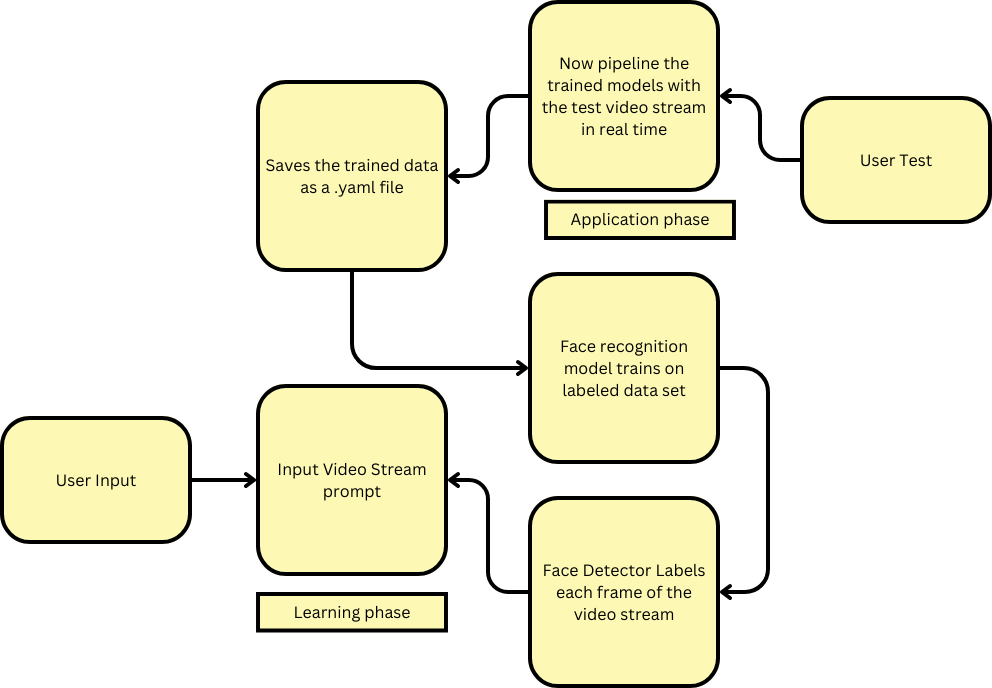 Now pipeline the
trained models with
the test video stream
in real time
User Test
Saves the trained data
as a .yaml file
Application phase
Face recognition
model trains on
labeled data set
User Input
Input Video Stream
prompt
Face Detector Labels
each frame of the
video stream
Learning phase